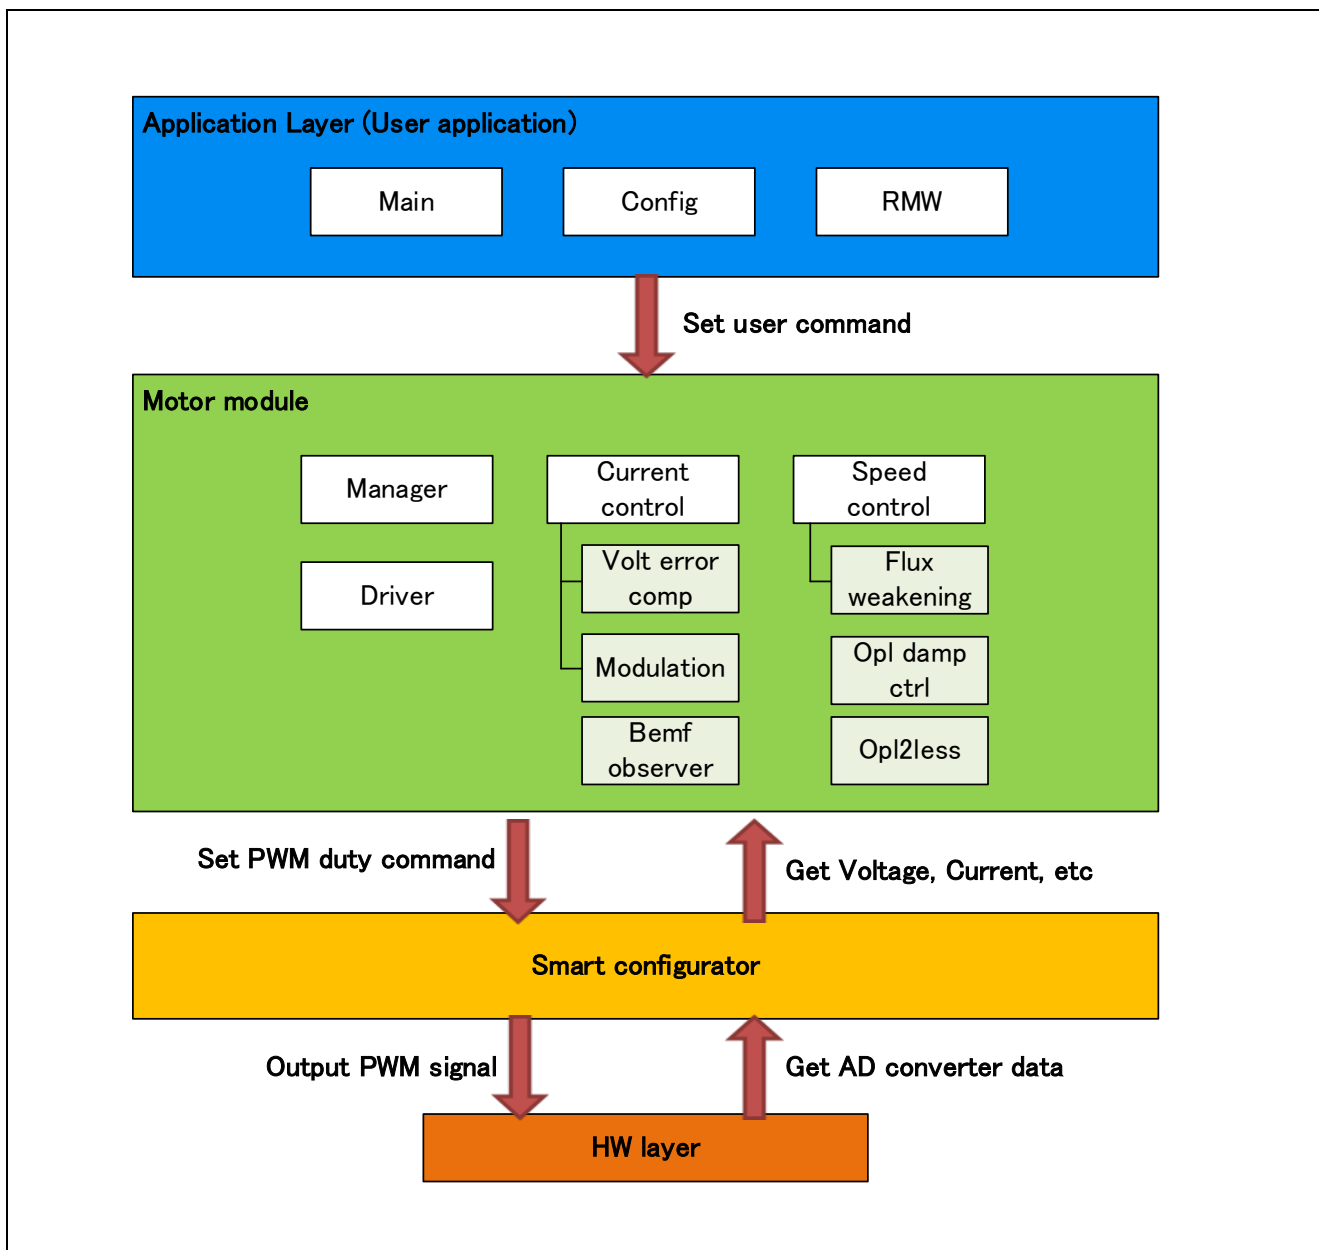 Application Layer (User application)
Main
Config
RMW
Set user command
Motor module
Manager
Current
control
Speed
control
Driver
Volt error
comp
Flux
weakening
Modulation
Opl damp
ctrl
Bemf
observer
Opl2less
Set PWM duty command
Get Voltage, Current, etc
Smart configurator
Output PWM signal
Get AD converter data
HW layer